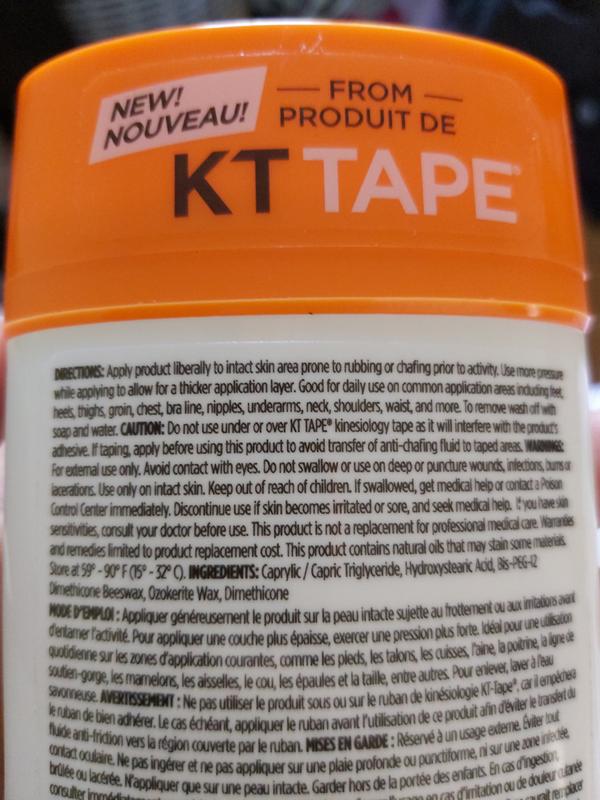 NEW!
NOUVEAU!
— FROM —
PRODUIT DE
KT TAPE®
DIRECTIONS: Apply product liberally to intact skin area prone to rubbing or chafing prior to activity. Use more pressure
while applying to allow for a thicker application layer. Good for daily use on common application areas including feet,
heels, thighs, groin, chest, bra line, nipples, underarms, neck, shoulders, waist, and more. To remove wash off with
soap and water. CAUTION: Do not use under or over KT TAPE® kinesiology tape as it will interfere with the product's
adhesive. If taping, apply before using this product to avoid transfer of anti-chafing fluid to taped areas. WARNINGS:
For external use only. Avoid contact with eyes. Do not swallow or use on deep or puncture wounds, infections, burns or
lacerations. Use only on intact skin. Keep out of reach of children. If swallowed, get medical help or contact a Poison
Control Center immediately. Discontinue use if skin becomes irritated or sore, and seek medical help. If you have skin
sensitivities, consult your doctor before use. This product is not a replacement for professional medical care. Warranties
and remedies limited to product replacement cost. This product contains natural oils that may stain some materials.
Store at 59° - 90° F (15° - 32° C). INGREDIENTS: Caprylic / Capric Triglyceride, Hydroxystearic Acid, Bis-PEG-12
Dimethicone Beeswax, Ozokerite Wax, Dimethicone
MODE D'EMPLOI : Appliquer généreusement le produit sur la peau intacte sujette au frottement ou aux irritations avant
d'entamer l'activité. Pour appliquer une couche plus épaisse, exercer une pression plus forte. Idéal pour une utilisation
quotidienne sur les zones d'application courantes, comme les pieds, les talons, les cuisses, l'aine, la poitrine, la ligne de
soutien-gorge, les mamelons, les aisselles, le cou, les épaules et la taille, entre autres. Pour enlever, laver à l'eau
savonneuse. AVERTISSEMENT : Ne pas utiliser le produit sous ou sur le ruban de kinésiologie KT-Tape®, car il empêchera
le ruban de bien adhérer. Le cas échéant, appliquer le ruban avant l'utilisation de ce produit afin d'éviter le transfert du
fluide anti-friction vers la région couverte par le ruban. MISES EN GARDE : Réservé à un usage externe. Éviter tout
contact oculaire. Ne pas ingérer et ne pas appliquer sur une plaie profonde ou punctiforme, ni sur une zone infectée,
brûlée ou lacérée. N'appliquer que sur une peau intacte. Garder hors de la portée des enfants. En cas d'ingestion,
consulter en cas d'irritation ou de douleur cutanée